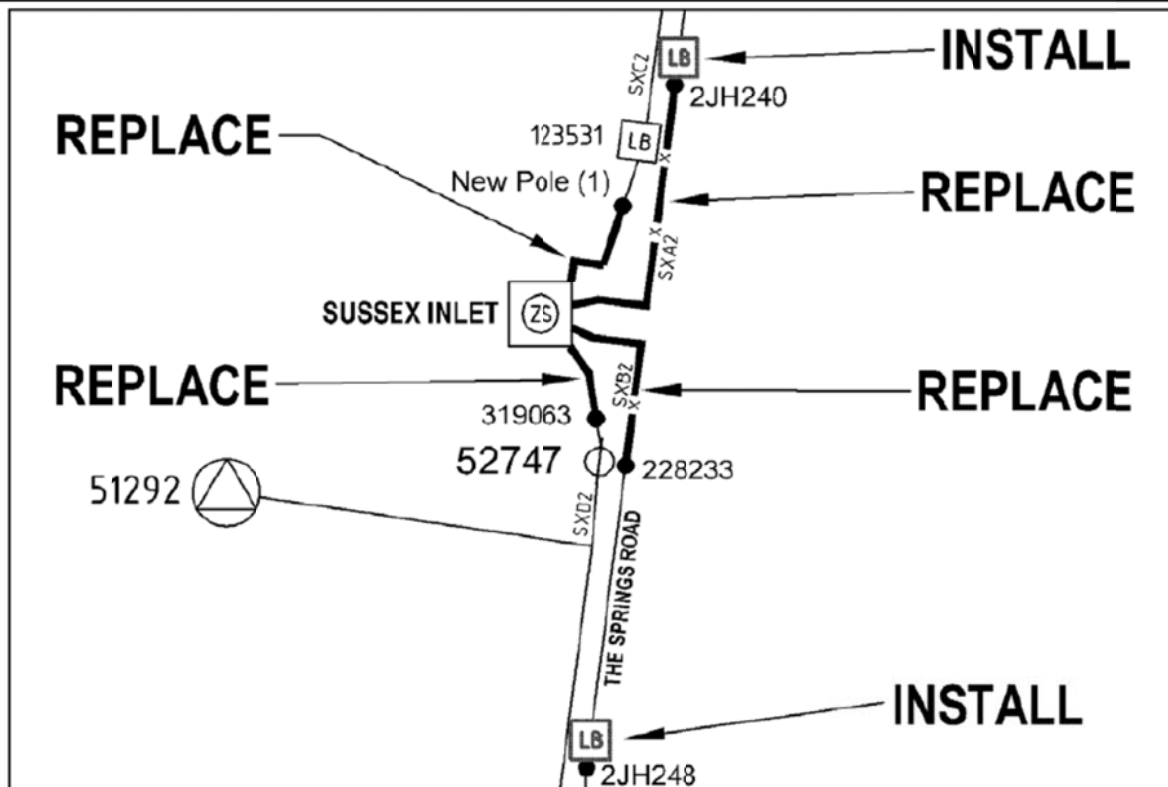 INSTALL
LB
2JH240
SXC2
REPLACE
123531
LB
X
New Pole (1)
REPLACE
X
SXA2
SUSSEX INLET
ZS
REPLACE
SXB2
X
REPLACE
319063
52747
228233
51292
SXD2
THE SPRINGS ROAD
INSTALL
LB
2JH248